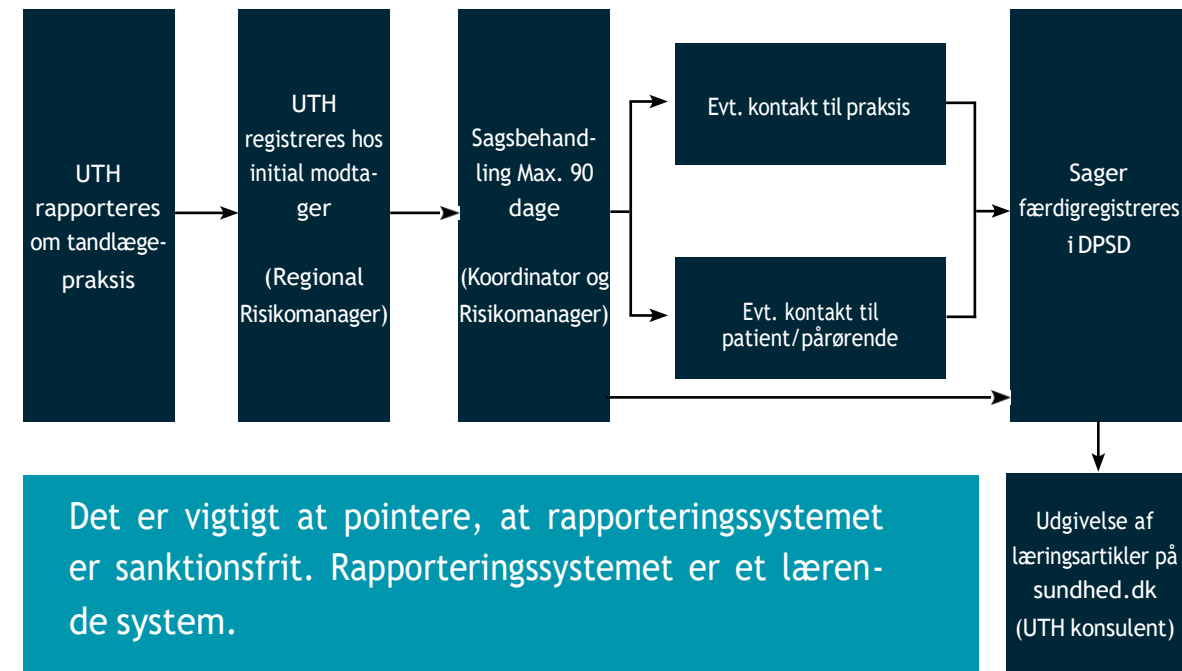 UTH
rapporteres
om tandlæge-
praksis
UTH
registreres hos
initial modta-
ger
(Regional
Risikomanager)
Sagsbehand-
ling Max. 90
dage
(Koordinator og
Risikomanager)
Evt. kontakt til praksis
Evt. kontakt til
patient/pårørende
Sager
færdigregistreres
i DPSD
Udgivelse af
læringsartikler på
sundhed.dk
(UTH konsulent)
Det er vigtigt at pointere, at rapporteringssystemet
er sanktionsfrit. Rapporteringssystemet er et læren-
de system.